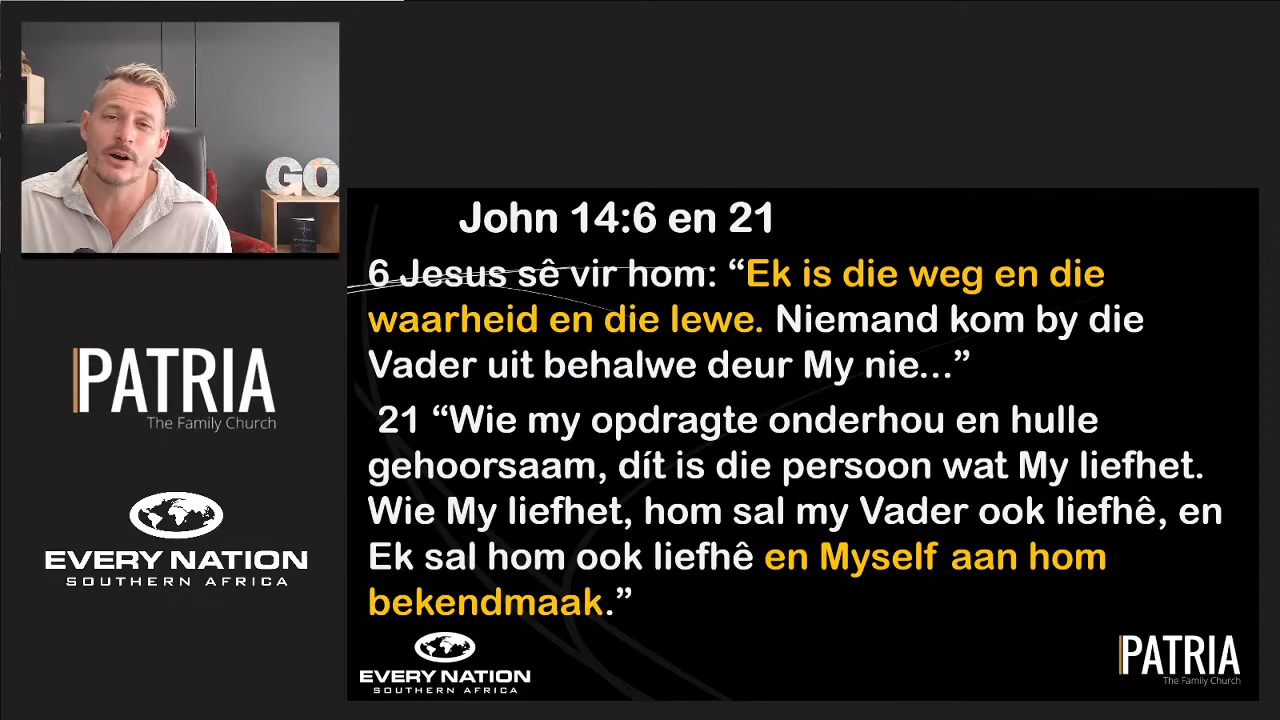 GO
PATRIA
The Family Church
EVERY NATION
SOUTHERN AFRICA
John 14:6 en 21
6 Jesus sê vir hom: “Ek is die weg en die
waarheid en die lewe. Niemand kom by die
Vader uit behalwe deur My nie...”
21 “Wie my opdragte onderhou en hulle
gehoorsaam, dít is die persoon wat My liefhet.
Wie My liefhet, hom sal my Vader ook liefhê, en
Ek sal hom ook liefhê en Myself aan hom
bekendmaak.”
EVERY NATION
SOUTHERN AFRICA
PATRIA
The Family Church